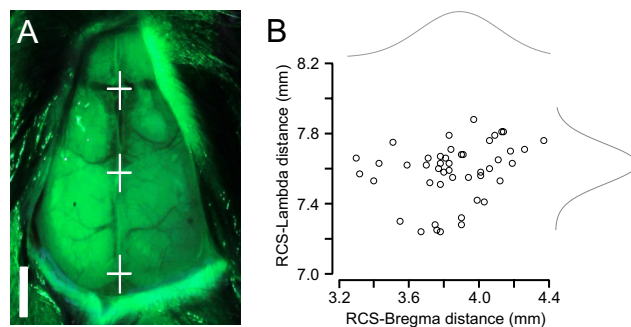 A
B
8.2
7.8
7.4
7.0
RCS-Lambda distance (mm)
3.2 3.6 4.0 4.4
RCS-Bregma distance (mm)